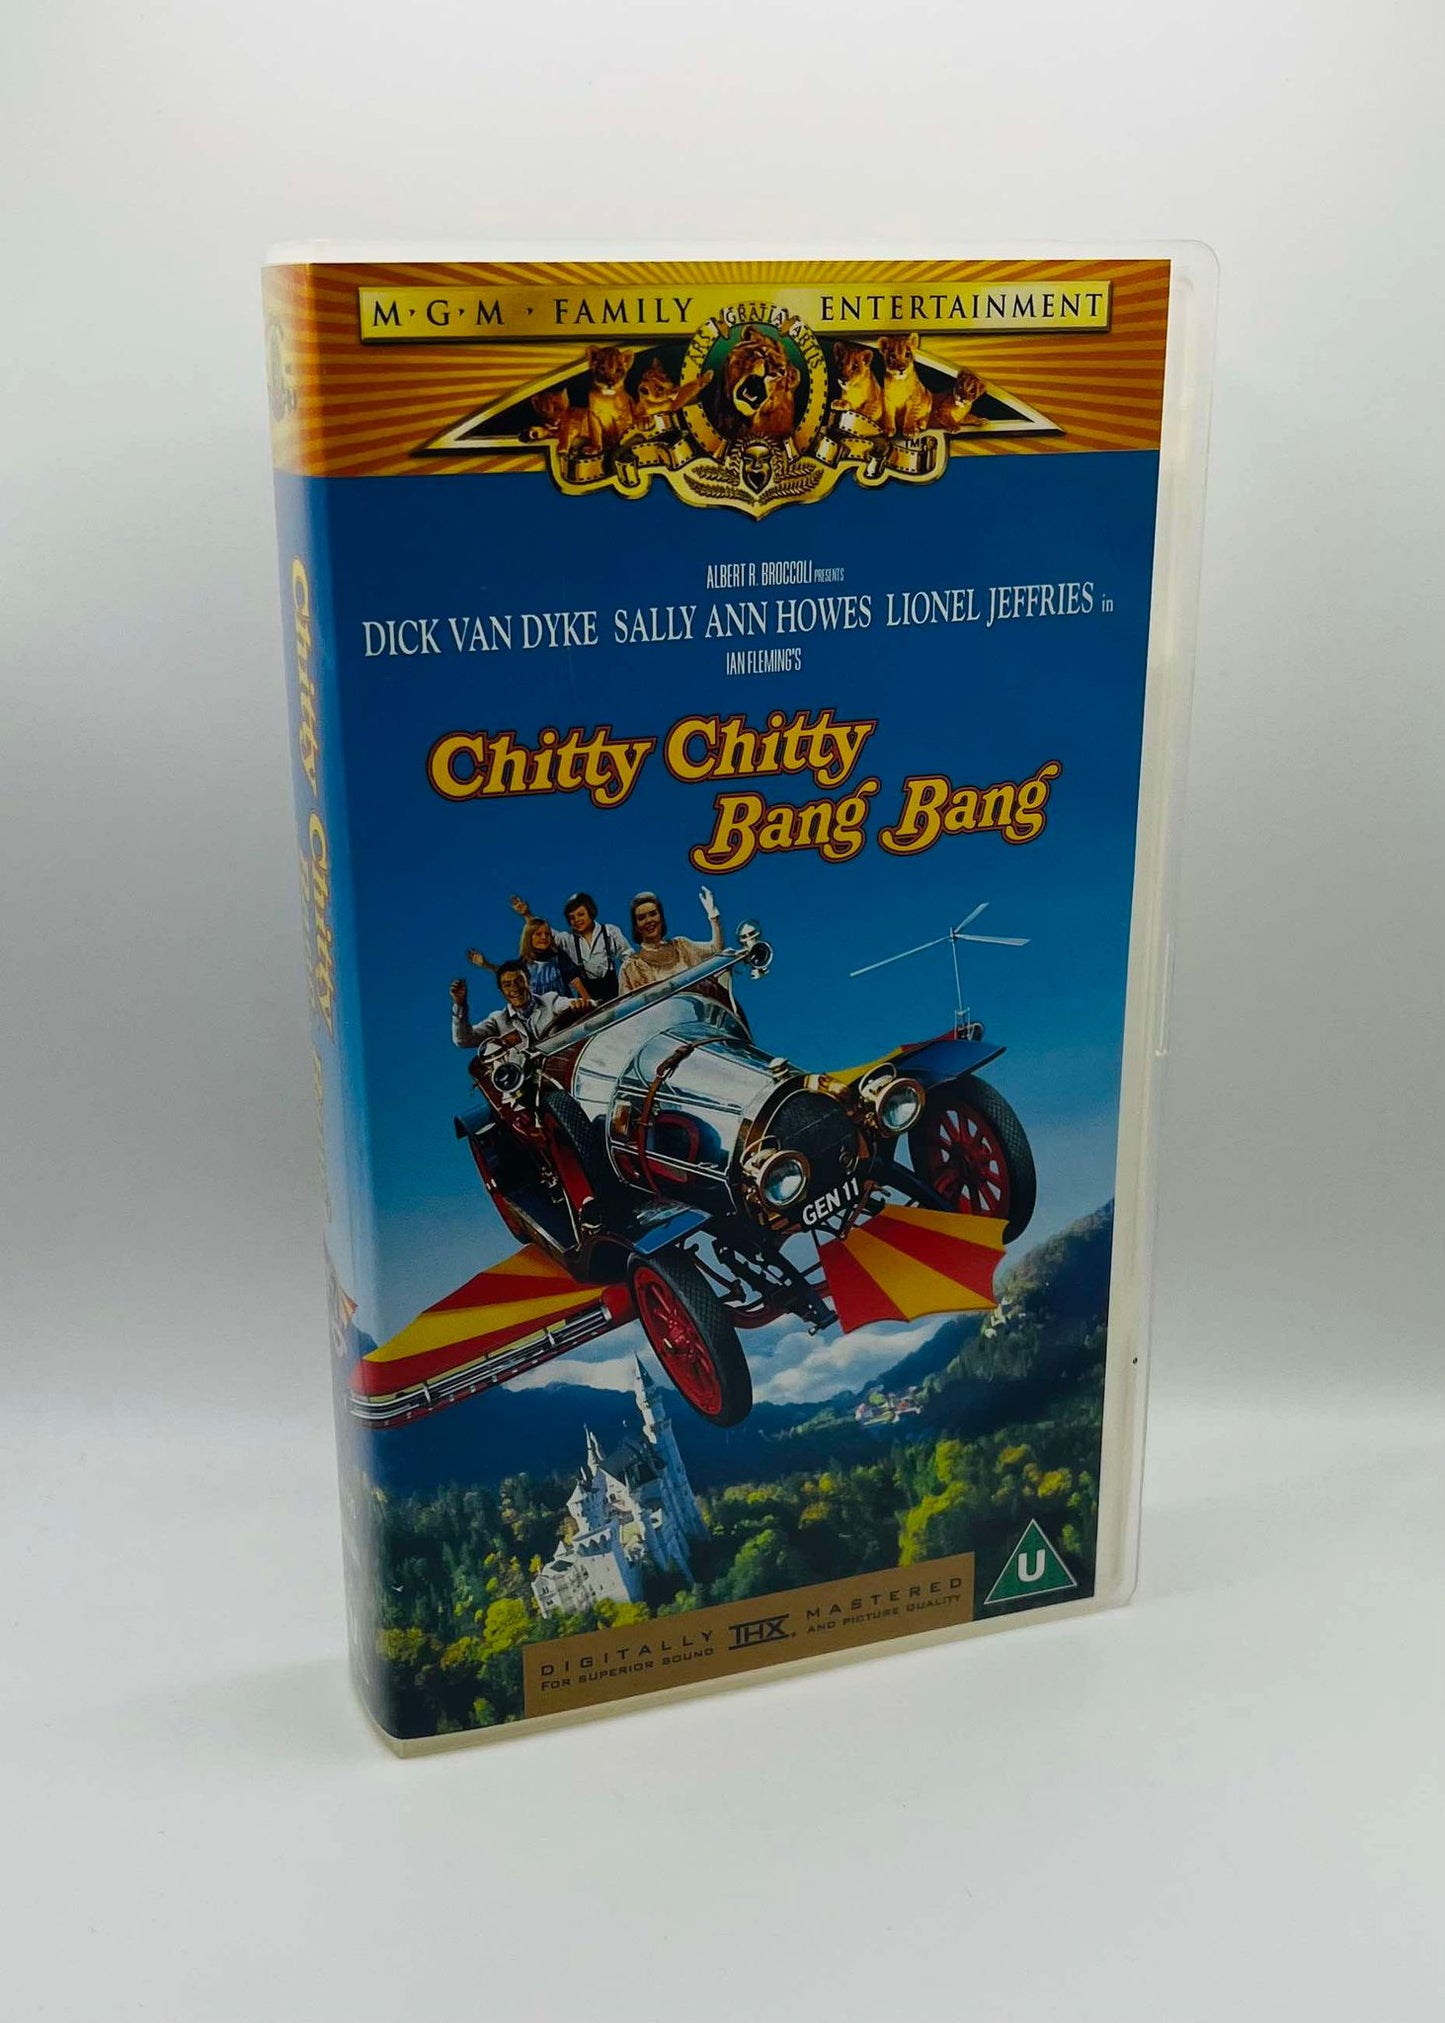 M·G·M · FAMILY ENTERTAINMENT
ARS GRATIA ARTIS
TM
ALBERT R. BROCCOLI PRESENTS
DICK VAN DYKE SALLY ANN HOWES LIONEL JEFFRIES in
IAN FLEMING'S
Chitty Chitty
Bang Bang
GEN 11
U
DIGITALLY THX MASTERED
FOR SUPERIOR SOUND AND PICTURE QUALITY
Chitty Chitty